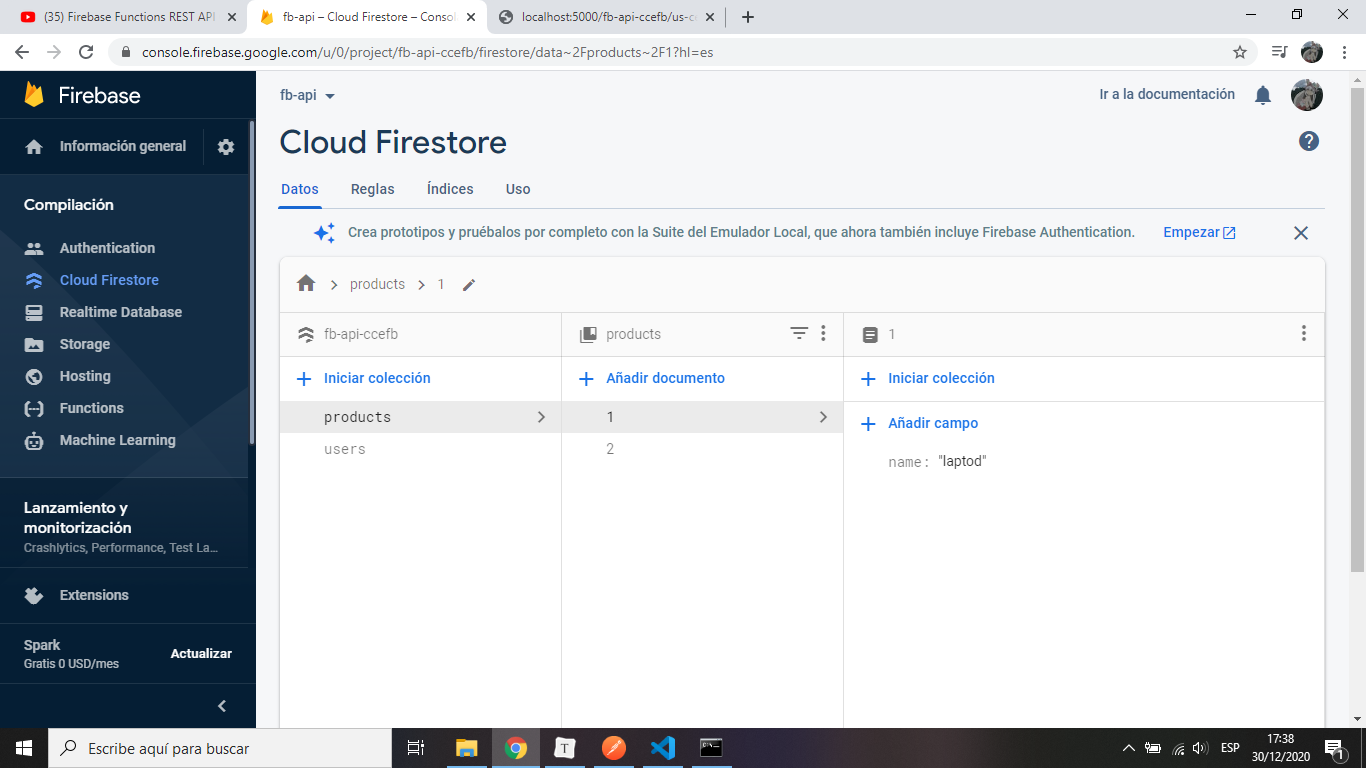 (35) Firebase Functions REST API
fb-api – Cloud Firestore – Consol
localhost:5000/fb-api-ccefb/us-c
console.firebase.google.com/u/0/project/fb-api-ccefb/firestore/data~2Fproducts~2F1?hl=es
Firebase
fb-api
Ir a la documentación
Información general
Cloud Firestore
Datos
Reglas
Índices
Uso
Compilación
Authentication
Cloud Firestore
Realtime Database
Storage
Hosting
Functions
Machine Learning
Lanzamiento y
monitorización
Crashlytics, Performance, Test La...
Extensions
Spark
Gratis 0 USD/mes
Actualizar
Crea prototipos y pruébalos por completo con la Suite del Emulador Local, que ahora también incluye Firebase Authentication.
Empezar
products
1
fb-api-ccefb
products
1
Iniciar colección
Añadir documento
Iniciar colección
products
1
Añadir campo
users
2
name: "laptod"
Escribe aquí para buscar
T
ESP
17:38
30/12/2020
1